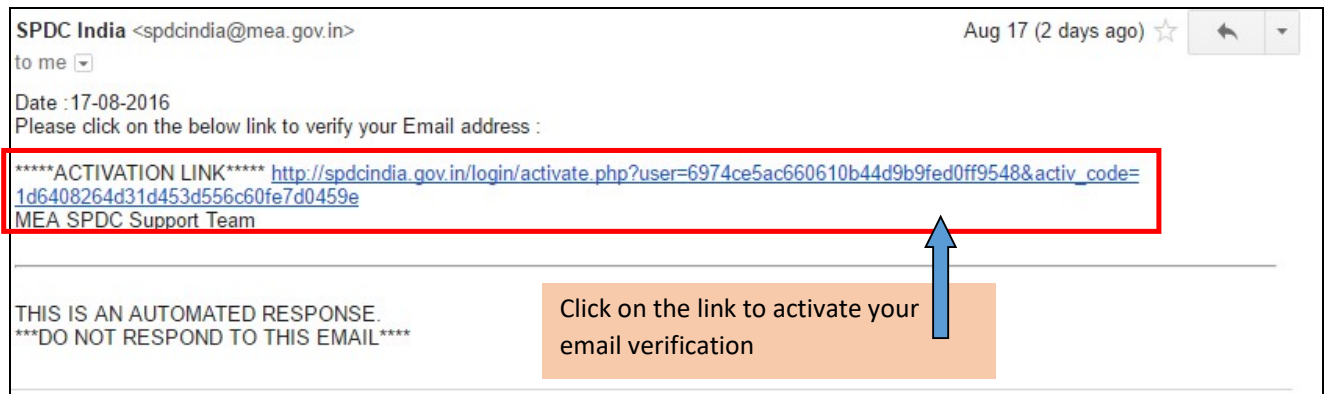 SPDC India <spdcindia@mea.gov.in>
Aug 17 (2 days ago)
to me
Date :17-08-2016
Please click on the below link to verify your Email address :
*****ACTIVATION LINK***** http://spdcindia.gov.in/login/activate.php?user=6974ce5ac660610b44d9b9fed0ff9548&activ_code=
1d6408264d31d453d556c60fe7d0459e
MEA SPDC Support Team
THIS IS AN AUTOMATED RESPONSE.
***DO NOT RESPOND TO THIS EMAIL****
Click on the link to activate your
email verification